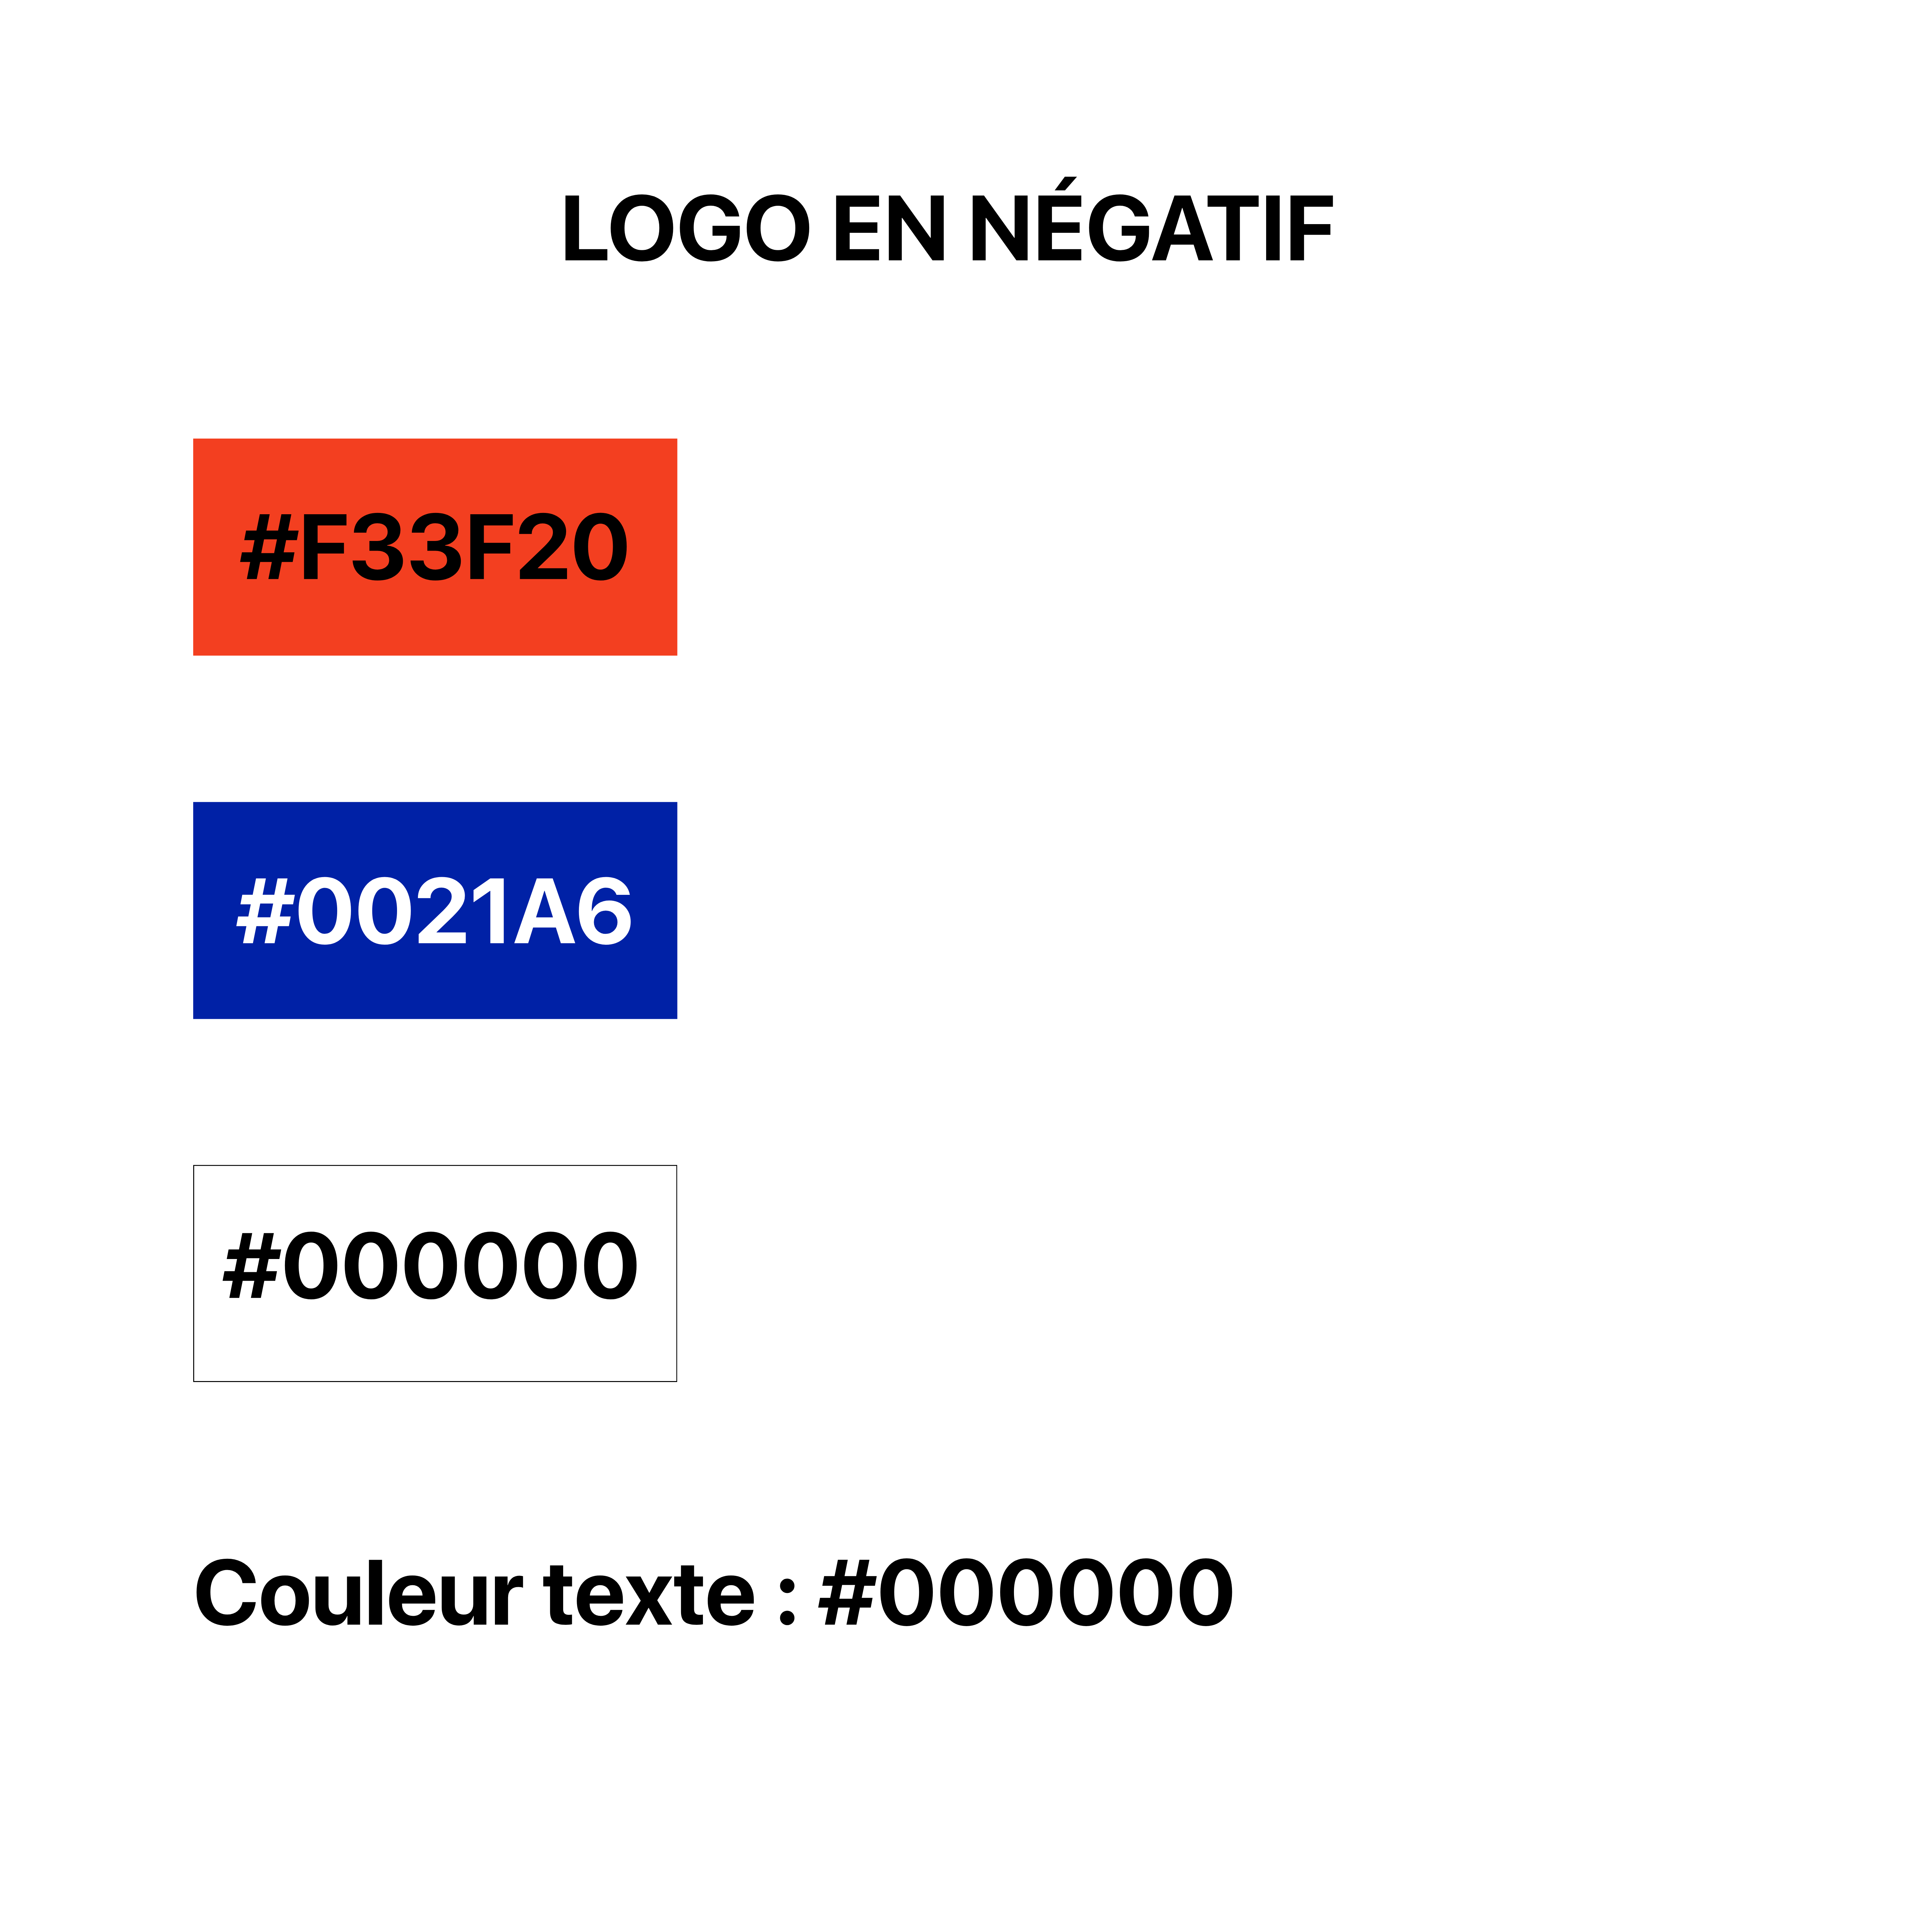 LOGO EN NÉGATIF
#F33F20
#0021A6
#000000
Couleur texte : #000000